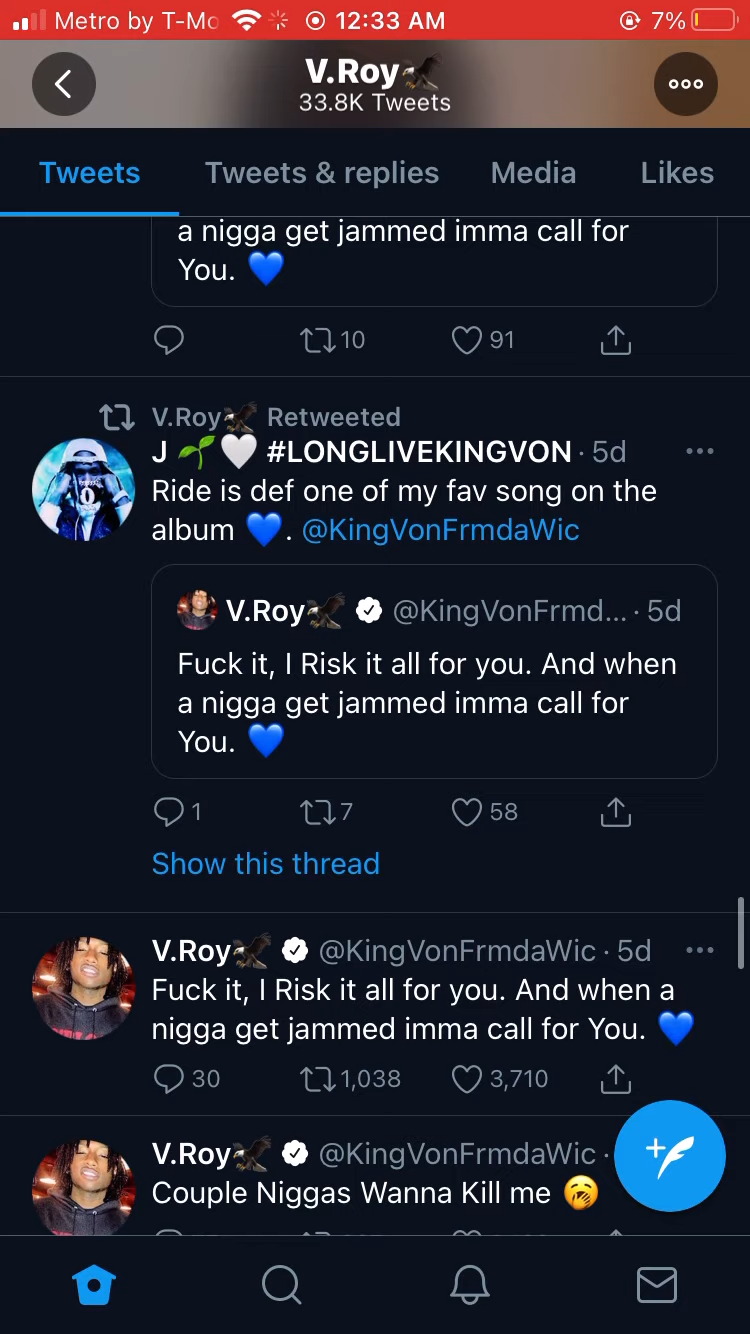 Metro by T-Mo 12:33 AM 7%
V.Roy🦅
33.8K Tweets
Tweets Tweets & replies Media Likes
a nigga get jammed imma call for
You. 💙
10 91
V.Roy🦅 Retweeted
J 🌱🤍 #LONGLIVEKINGVON · 5d
Ride is def one of my fav song on the
album 💙. @KingVonFrmdaWic
V.Roy🦅 @KingVonFrmd... · 5d
Fuck it, I Risk it all for you. And when
a nigga get jammed imma call for
You. 💙
1 7 58
Show this thread
V.Roy🦅 @KingVonFrmdaWic · 5d
Fuck it, I Risk it all for you. And when a
nigga get jammed imma call for You. 💙
30 1,038 3,710
V.Roy🦅 @KingVonFrmdaWic ·
Couple Niggas Wanna Kill me 🥱